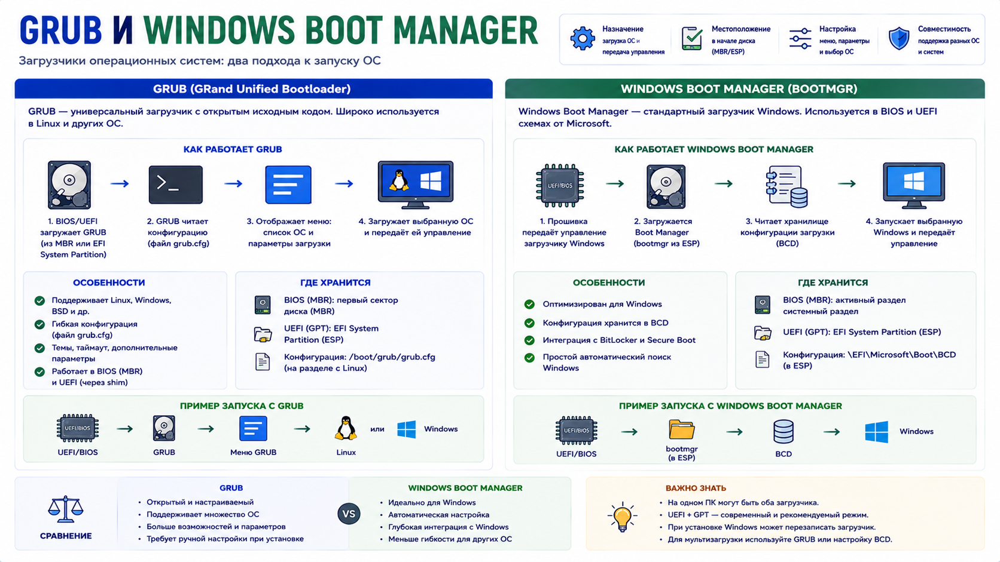 GRUB И WINDOWS BOOT MANAGER
Загрузчики операционных систем: два подхода к запуску ОС
Назначение
загрузка ОС и
передача управления
Местоположение
в начале диска
(MBR/ESP)
Настройка
меню, параметры
и выбор ОС
Совместимость
поддержка разных ОС
и систем
GRUB (GRand Unified Bootloader)
GRUB — универсальный загрузчик с открытым исходным кодом. Широко используется
в Linux и других ОС.
КАК РАБОТАЕТ GRUB
1. BIOS/UEFI
загружает GRUB
(из MBR или EFI
System Partition)
2. GRUB читает
конфигурацию
(файл grub.cfg)
3. Отображает меню:
список ОС и
параметры загрузки
4. Загружает выбранную ОС
и передаёт ей управление
ОСОБЕННОСТИ
Поддерживает Linux, Windows,
BSD и др.
Гибкая конфигурация
(файл grub.cfg)
Темы, таймаут, дополнительные
параметры
Работает в BIOS (MBR)
и UEFI (через shim)
ГДЕ ХРАНИТСЯ
BIOS (MBR): первый сектор
диска (MBR)
UEFI (GPT): EFI System
Partition (ESP)
Конфигурация: /boot/grub/grub.cfg
(на разделе с Linux)
ПРИМЕР ЗАПУСКА С GRUB
UEFI/BIOS
UEFI/BIOS
GRUB
Меню GRUB
Linux
или
Windows
WINDOWS BOOT MANAGER (BOOTMGR)
Windows Boot Manager — стандартный загрузчик Windows. Используется в BIOS и UEFI
схемах от Microsoft.
КАК РАБОТАЕТ WINDOWS BOOT MANAGER
UEFI/BIOS
1. Прошивка
передаёт управление
загрузчику Windows
2. Загружается
Boot Manager
(bootmgr из ESP)
3. Читает хранилище
конфигурации загрузки
(BCD)
4. Запускает выбранную
Windows и передаёт
управление
ОСОБЕННОСТИ
Оптимизирован для Windows
Конфигурация хранится в BCD
Интеграция с BitLocker и Secure Boot
Простой автоматический поиск
Windows
ГДЕ ХРАНИТСЯ
BIOS (MBR): активный раздел
системный раздел
UEFI (GPT): EFI System Partition (ESP)
Конфигурация: \EFI\Microsoft\Boot\BCD
(в ESP)
ПРИМЕР ЗАПУСКА С WINDOWS BOOT MANAGER
UEFI/BIOS
UEFI/BIOS
bootmgr
(в ESP)
BCD
Windows
СРАВНЕНИЕ
GRUB
• Открытый и настраиваемый
• Поддерживает множество ОС
• Больше возможностей и параметров
• Требует ручной настройки при установке
VS
WINDOWS BOOT MANAGER
• Идеально для Windows
• Автоматическая настройка
• Глубокая интеграция с Windows
• Меньше гибкости для других ОС
ВАЖНО ЗНАТЬ
• На одном ПК могут быть оба загрузчика.
• UEFI + GPT — современный и рекомендуемый режим.
• При установке Windows может перезаписать загрузчик.
• Для мультизагрузки используйте GRUB или настройку BCD.